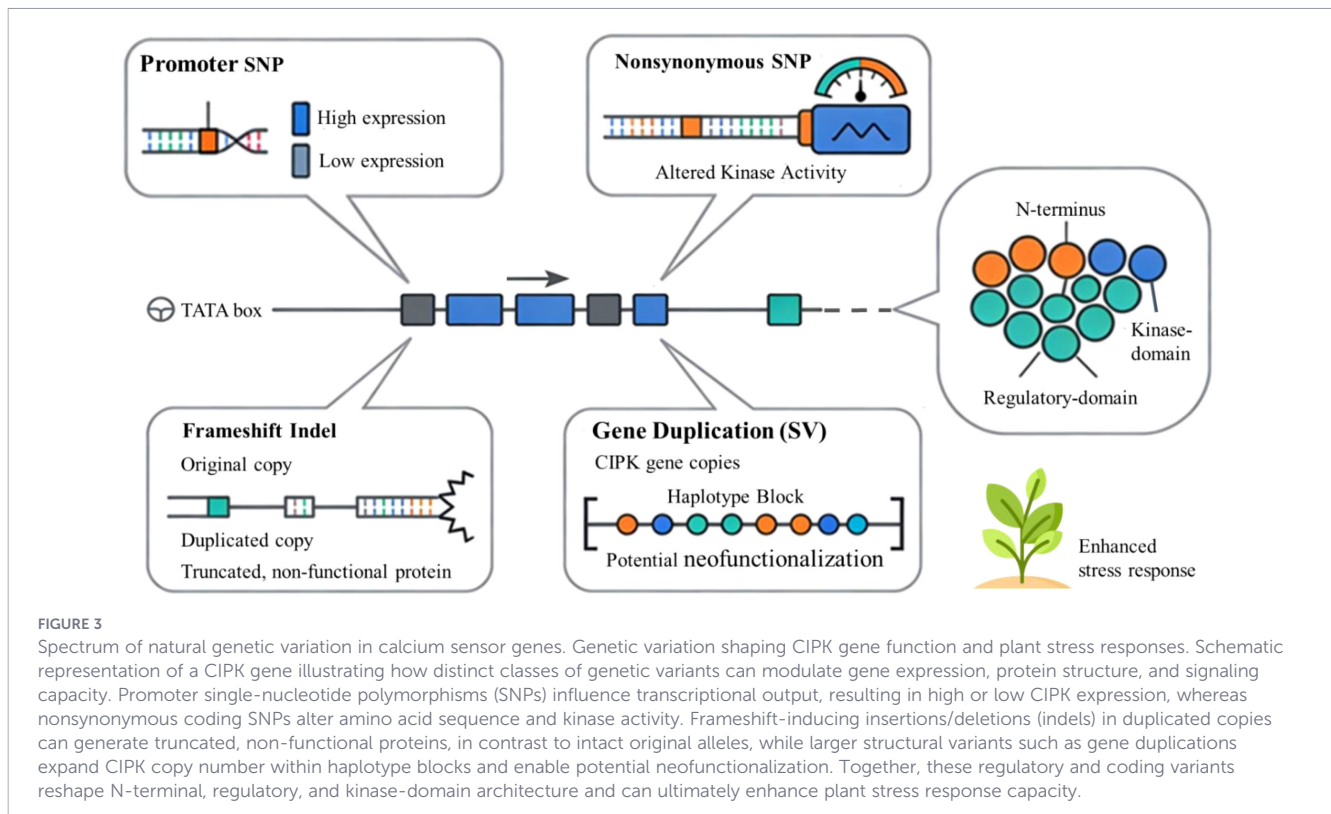 Promoter SNP
High expression
Low expression
Nonsynonymous SNP
Altered Kinase Activity
N-terminus
Kinase-
domain
Regulatory-domain
TATA box
Frameshift Indel
Original copy
Duplicated copy
Truncated, non-functional protein
Gene Duplication (SV)
CIPK gene copies
Haplotype Block
Potential neofunctionalization
Enhanced
stress response
FIGURE 3
Spectrum of natural genetic variation in calcium sensor genes. Genetic variation shaping CIPK gene function and plant stress responses. Schematic
representation of a CIPK gene illustrating how distinct classes of genetic variants can modulate gene expression, protein structure, and signaling
capacity. Promoter single-nucleotide polymorphisms (SNPs) influence transcriptional output, resulting in high or low CIPK expression, whereas
nonsynonymous coding SNPs alter amino acid sequence and kinase activity. Frameshift-inducing insertions/deletions (indels) in duplicated copies
can generate truncated, non-functional proteins, in contrast to intact original alleles, while larger structural variants such as gene duplications
expand CIPK copy number within haplotype blocks and enable potential neofunctionalization. Together, these regulatory and coding variants
reshape N-terminal, regulatory, and kinase-domain architecture and can ultimately enhance plant stress response capacity.